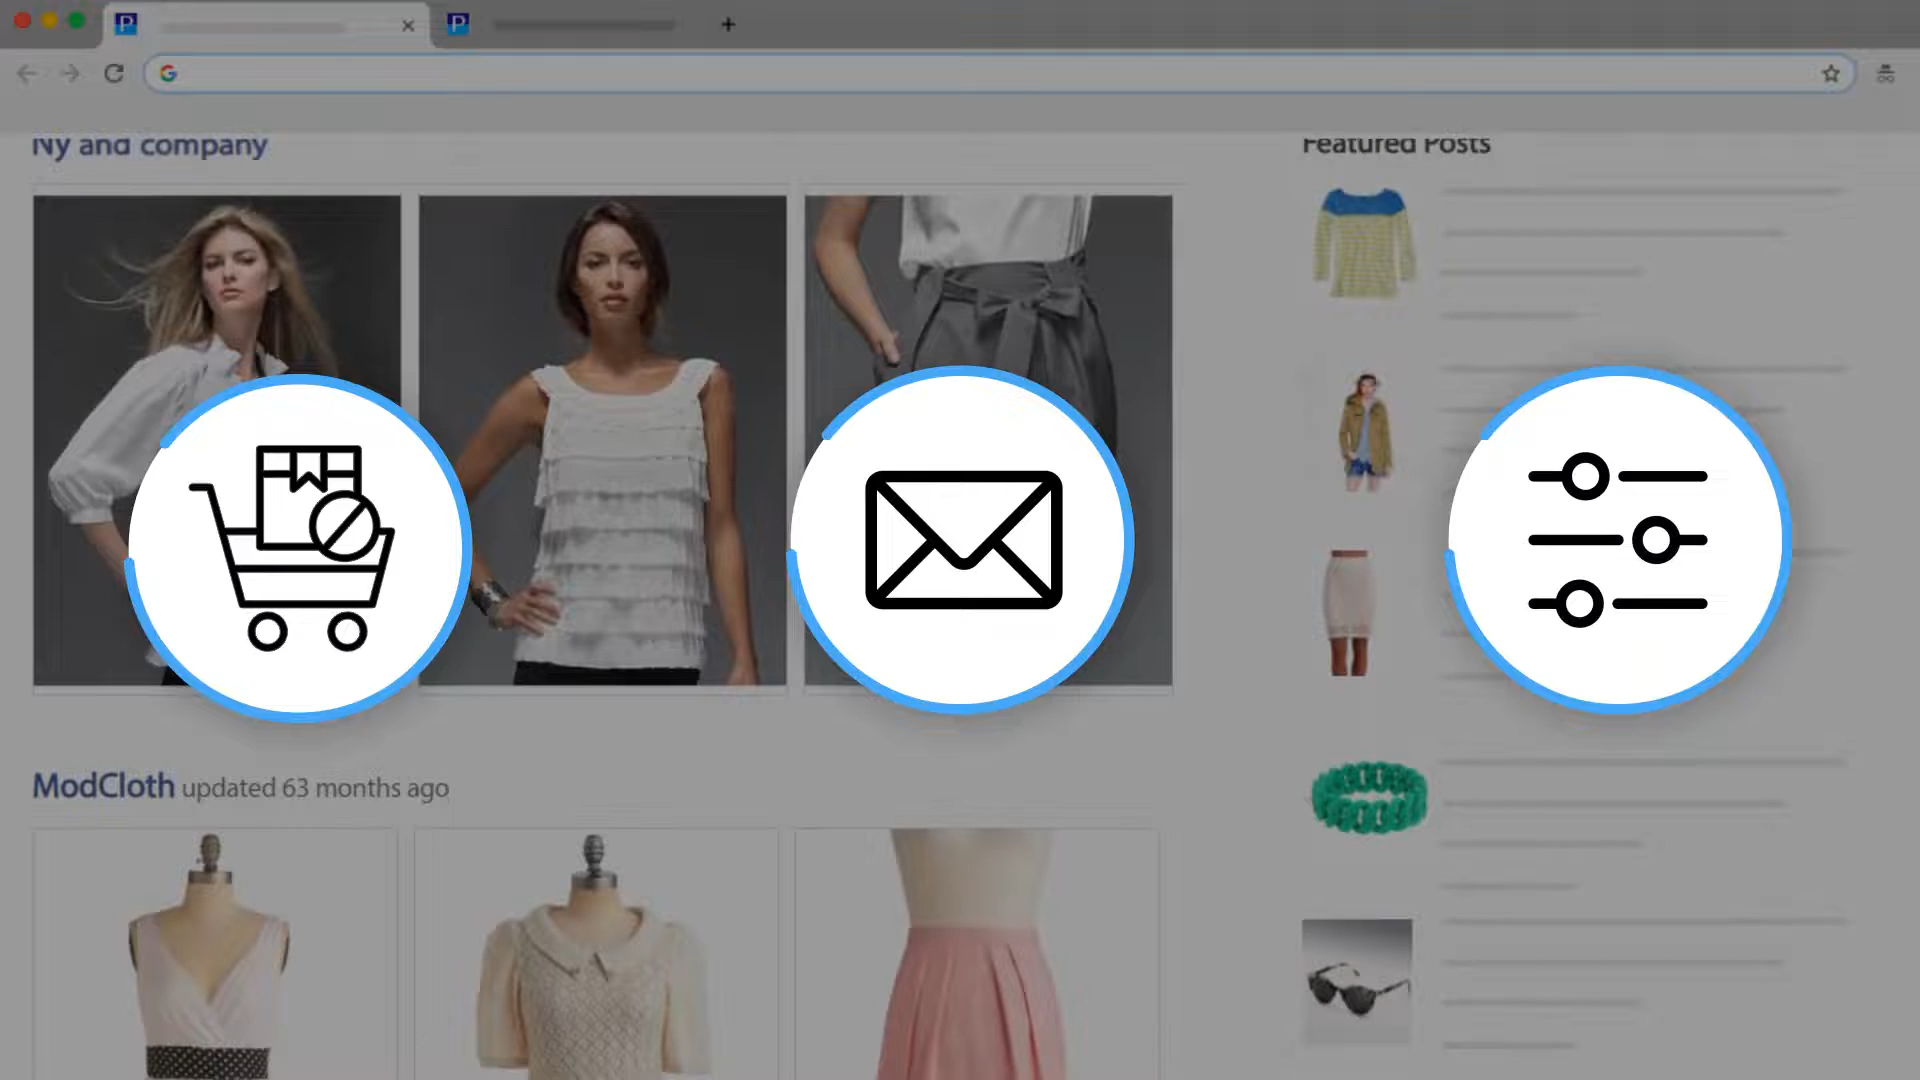 P
P
Ny and company
Featured Posts
ModCloth updated 63 months ago